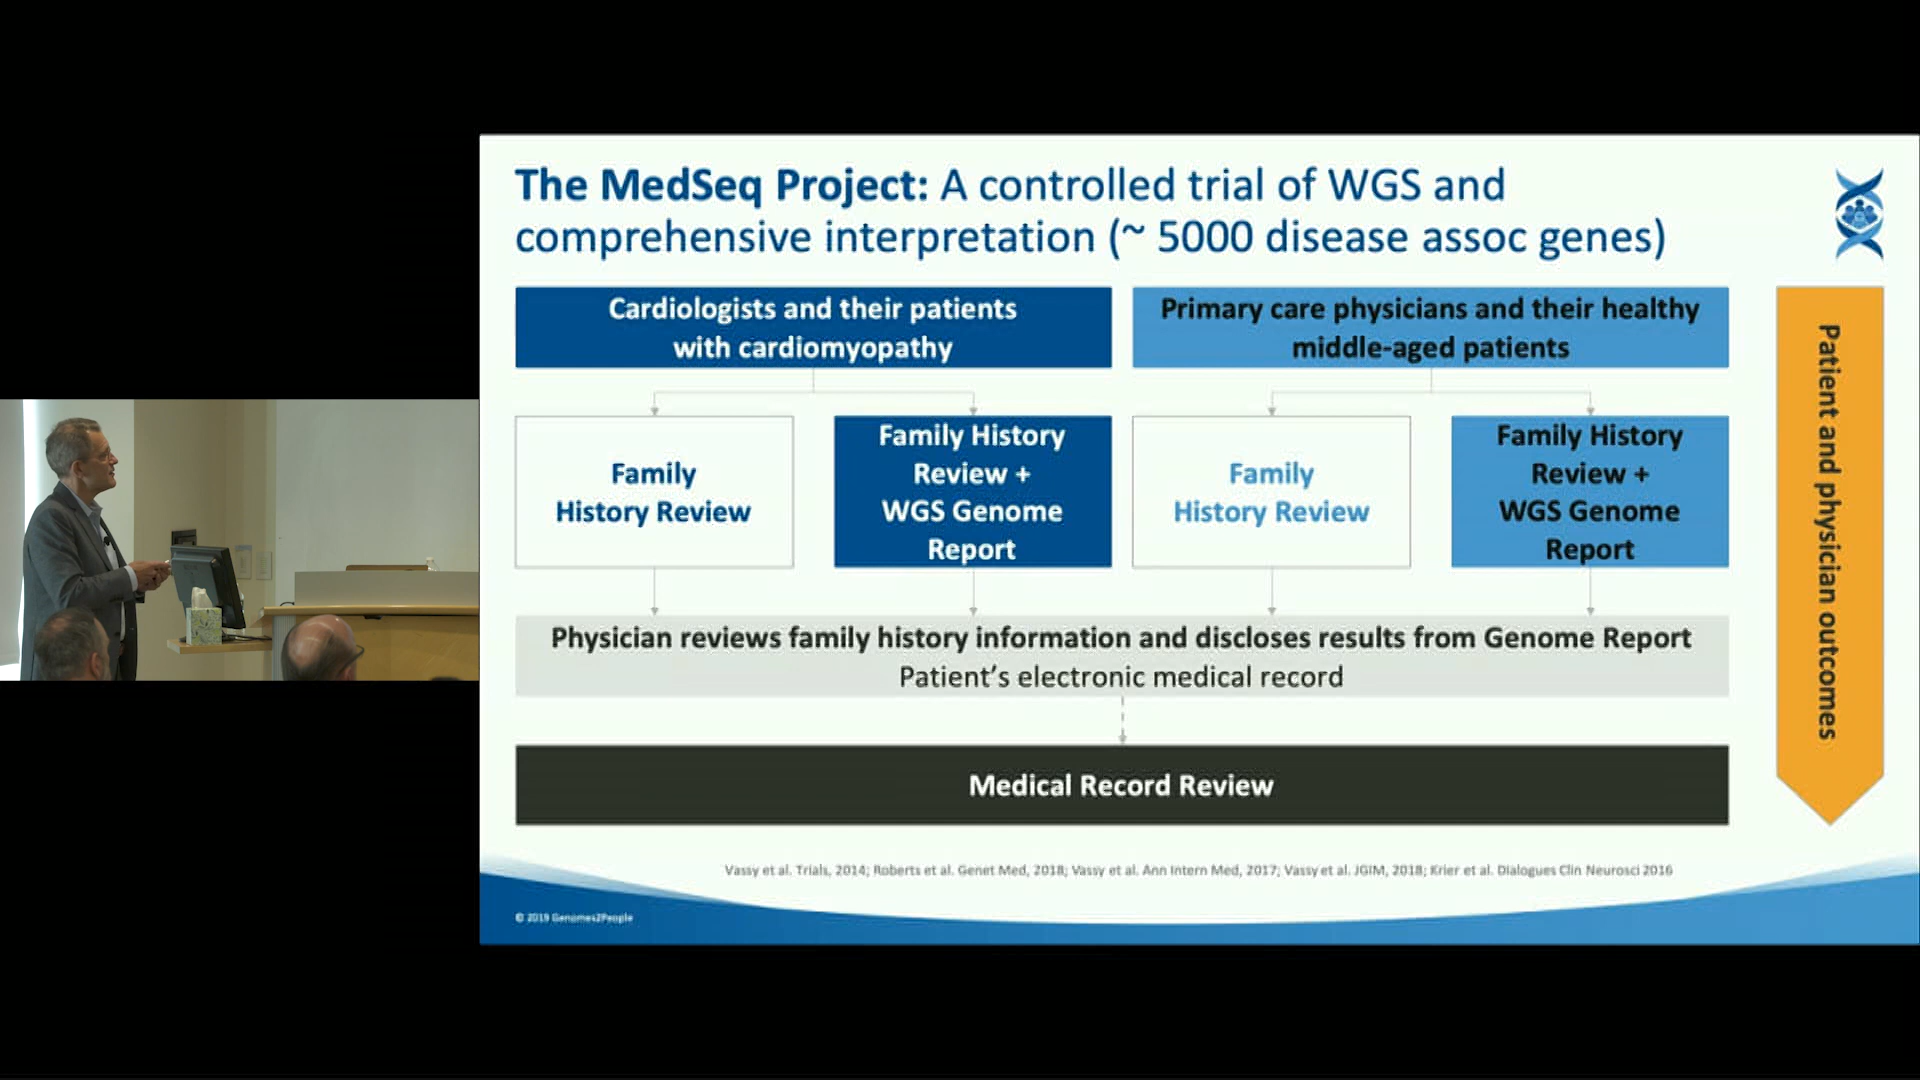 The MedSeq Project: A controlled trial of WGS and
comprehensive interpretation (~ 5000 disease assoc genes)
Cardiologists and their patients
with cardiomyopathy
Primary care physicians and their healthy
middle-aged patients
Family
History Review
Family History
Review +
WGS Genome
Report
Family
History Review
Family History
Review +
WGS Genome
Report
Physician reviews family history information and discloses results from Genome Report
Patient’s electronic medical record
Medical Record Review
Patient and physician outcomes
Vassy et al. Trials, 2014; Roberts et al. Genet Med, 2018; Vassy et al. Ann Intern Med, 2017; Vassy et al. JGIM, 2018; Krier et al. Dialogues Clin Neurosci 2016
© 2019 Genomes2People